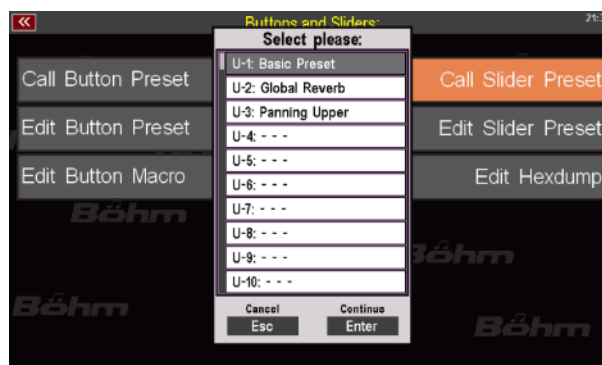 Buttons and Sliders:
21:
Select please:
U-1: Basic Preset
U-2: Global Reverb
U-3: Panning Upper
U-4: - - -
U-5: - - -
U-6: - - -
U-7: - - -
U-8: - - -
U-9: - - -
U-10: - - -
Cancel Continue
Esc Enter
Call Button Preset
Edit Button Preset
Edit Button Macro
Call Slider Preset
Edit Slider Preset
Edit Hexdump
Böhm
Böhm
Böhm
Böhm